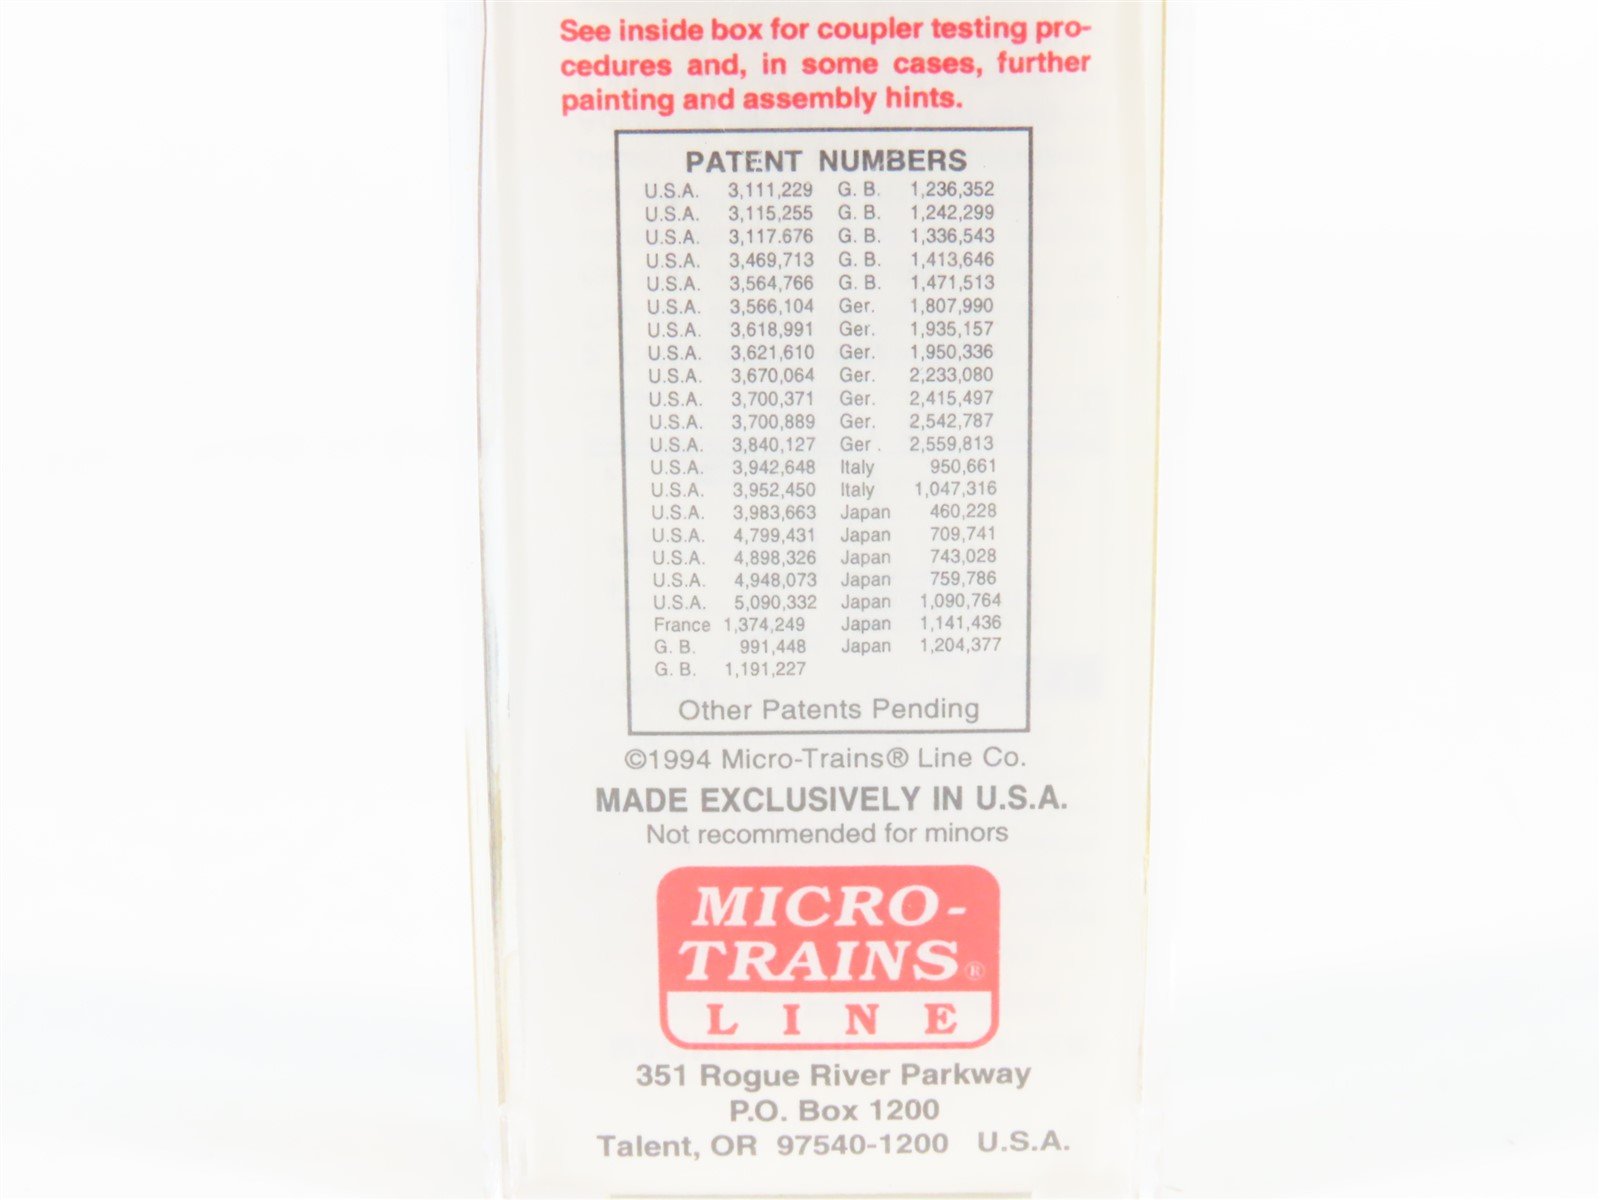 See inside box for coupler testing pro-
cedures and, in some cases, further
painting and assembly hints.
PATENT NUMBERS
U.S.A. 3,111,229 G. B. 1,236,352
U.S.A. 3,115,255 G. B. 1,242,299
U.S.A. 3,117.676 G. B. 1,336,543
U.S.A. 3,469,713 G. B. 1,413,646
U.S.A. 3,564,766 G. B. 1,471,513
U.S.A. 3,566,104 Ger. 1,807,990
U.S.A. 3,618,991 Ger. 1,935,157
U.S.A. 3,621,610 Ger. 1,950,336
U.S.A. 3,670,064 Ger. 2,233,080
U.S.A. 3,700,371 Ger. 2,415,497
U.S.A. 3,700,889 Ger. 2,542,787
U.S.A. 3,840,127 Ger . 2,559,813
U.S.A. 3,942,648 Italy 950,661
U.S.A. 3,952,450 Italy 1,047,316
U.S.A. 3,983,663 Japan 460,228
U.S.A. 4,799,431 Japan 709,741
U.S.A. 4,898,326 Japan 743,028
U.S.A. 4,948,073 Japan 759,786
U.S.A. 5,090,332 Japan 1,090,764
France 1,374,249 Japan 1,141,436
G. B. 991,448 Japan 1,204,377
G. B. 1,191,227
Other Patents Pending
©1994 Micro-Trains® Line Co.
MADE EXCLUSIVELY IN U.S.A.
Not recommended for minors
MICRO-
TRAINS®
LINE
351 Rogue River Parkway
P.O. Box 1200
Talent, OR 97540-1200 U.S.A.